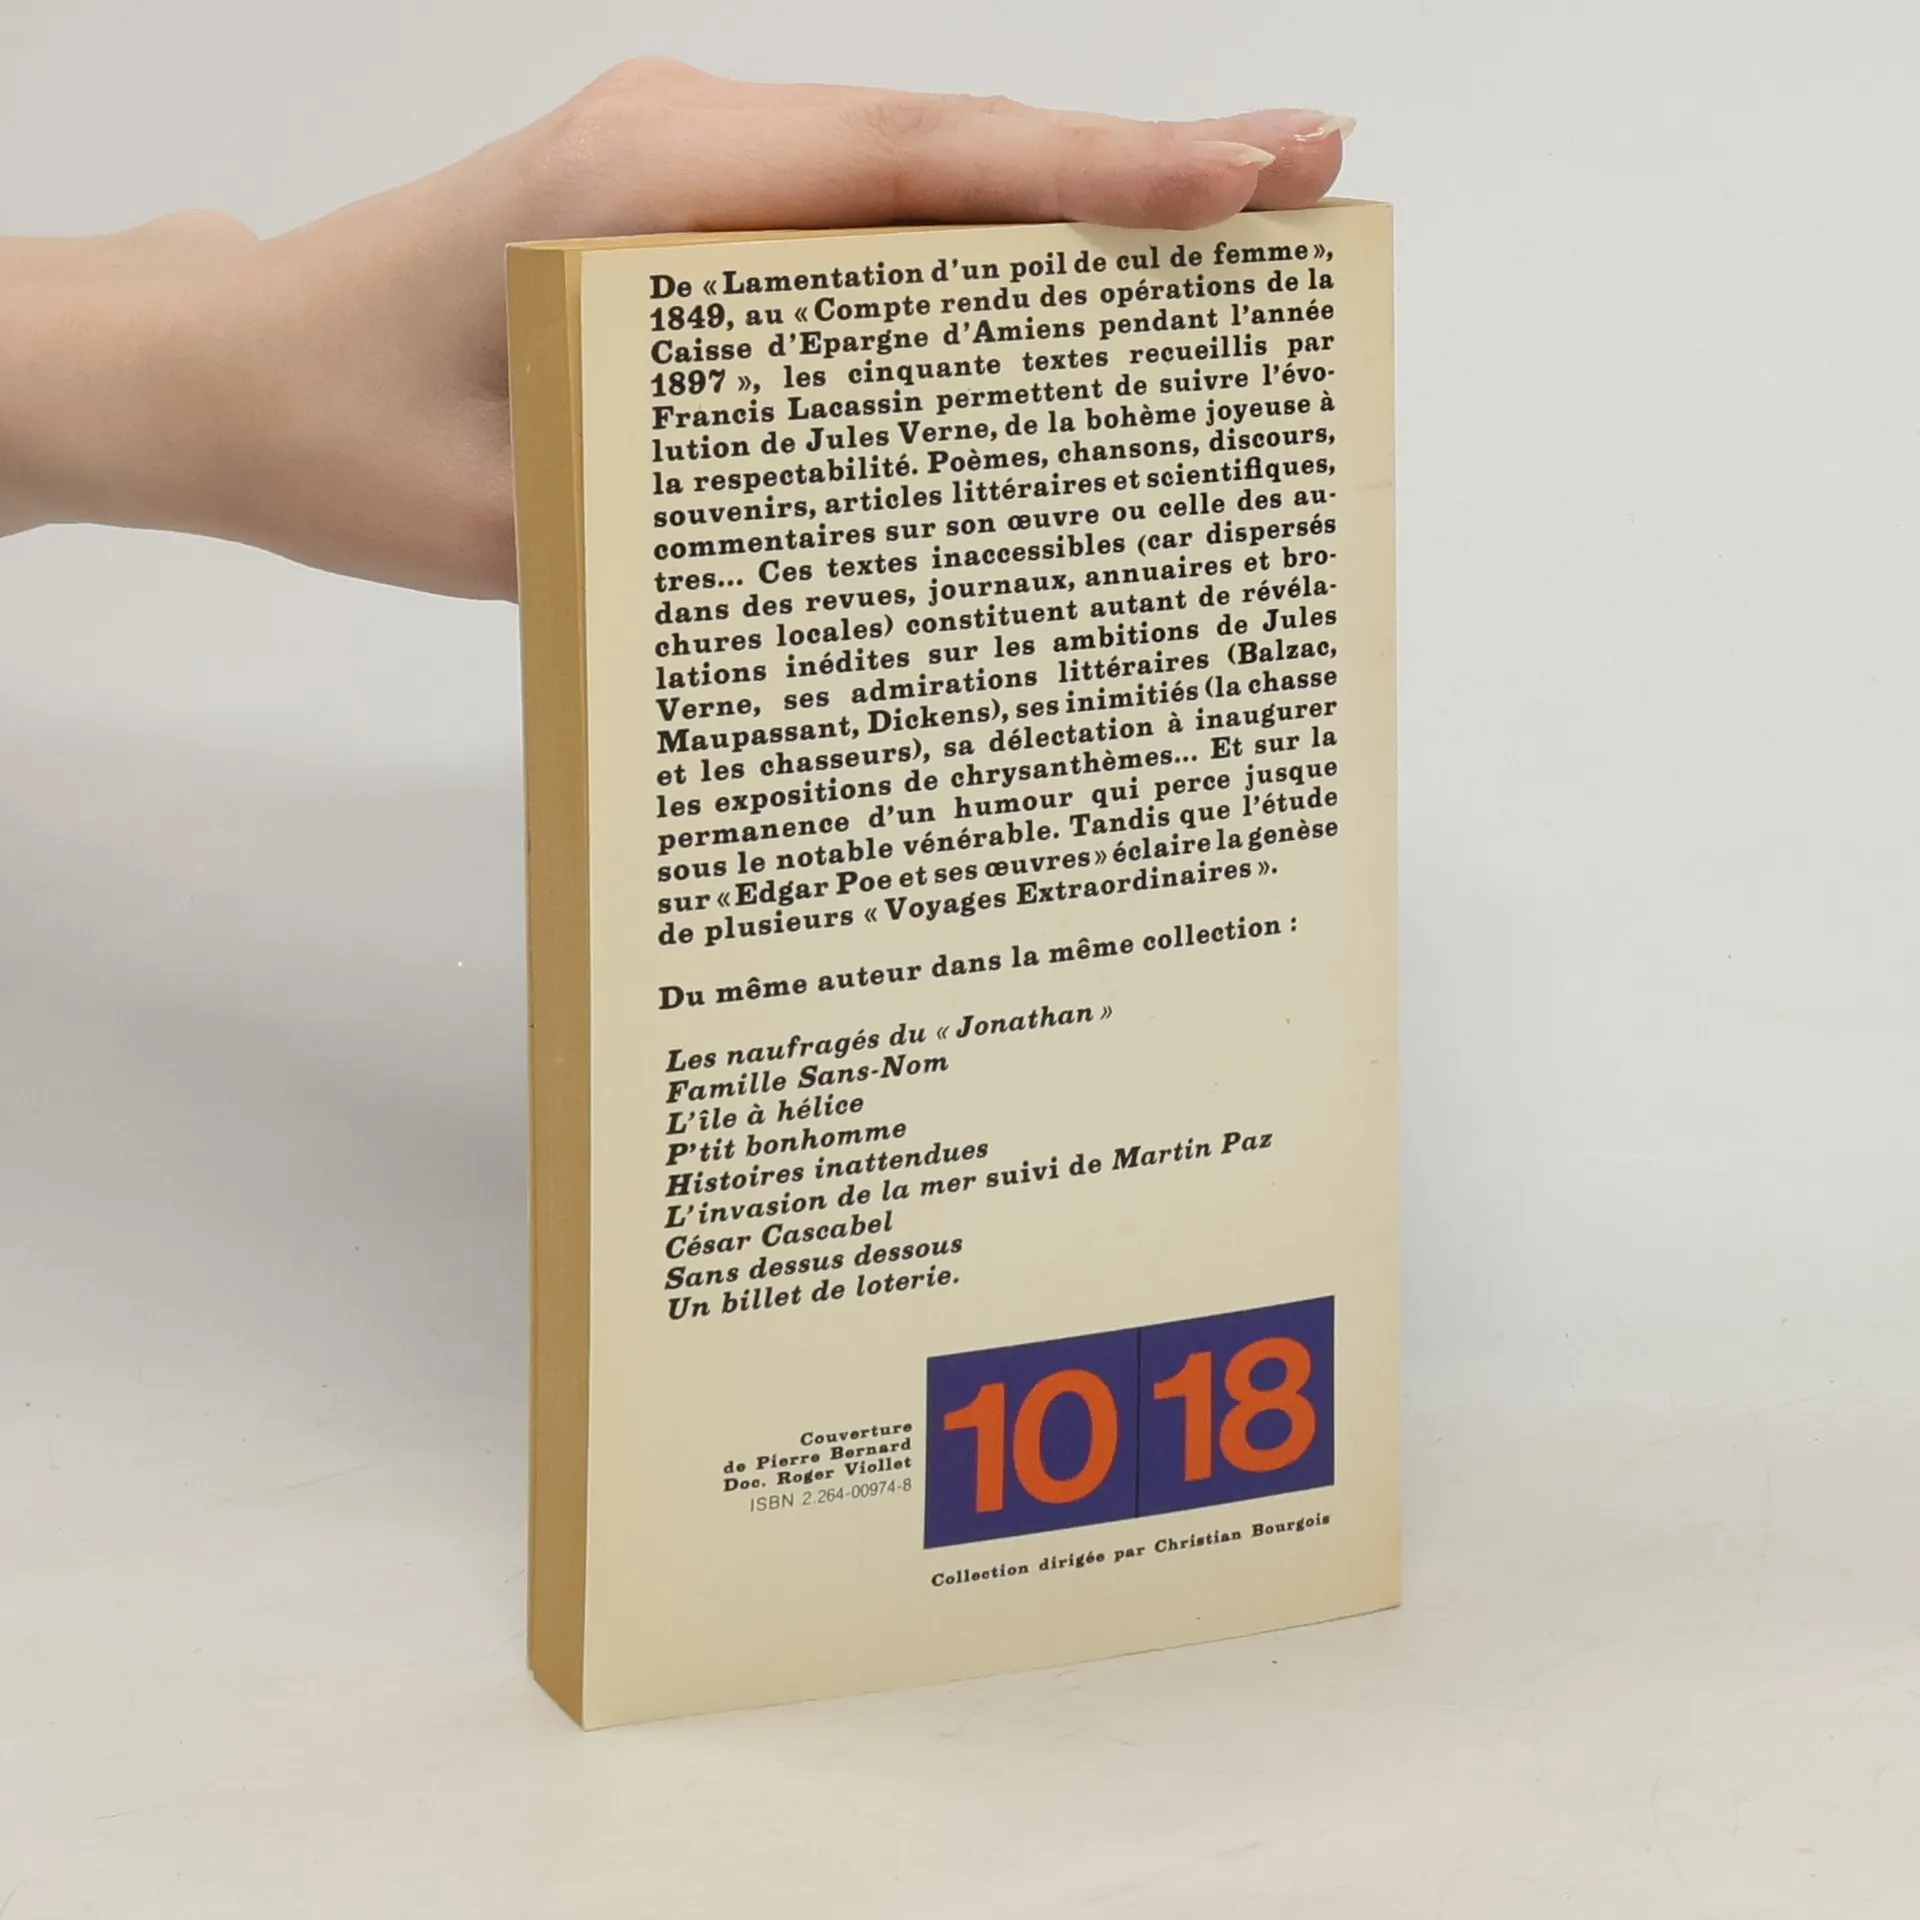 De « Lamentation d'un poil de cul de femme »,
1849, au « Compte rendu des opérations de la
Caisse d'Epargne d'Amiens pendant l'année
1897 », les cinquante textes recueillis par
Francis Lacassin permettent de suivre l'évo-
lution de Jules Verne, de la bohème joyeuse à
la respectabilité. Poèmes, chansons, discours,
souvenirs, articles littéraires et scientifiques,
commentaires sur son œuvre ou celle des au-
tres... Ces textes inaccessibles (car dispersés
dans des revues, journaux, annuaires et bro-
chures locales) constituent autant de révéla-
lations inédites sur les ambitions de Jules
Verne, ses admirations littéraires (Balzac,
Maupassant, Dickens), ses inimitiés (la chasse
et les chasseurs), sa délectation à inaugurer
les expositions de chrysanthèmes... Et sur la
permanence d'un humour qui perce jusque
sous le notable vénérable. Tandis que l'étude
sur « Edgar Poe et ses œuvres » éclaire la genèse
de plusieurs « Voyages Extraordinaires ».
Du même auteur dans la même collection :
Les naufragés du « Jonathan »
Famille Sans-Nom
L'île à hélice
P'tit bonhomme
Histoires inattendues
L'invasion de la mer suivi de Martin Paz
César Cascabel
Sans dessus dessous
Un billet de loterie.
Couverture
de Pierre Bernard
Doc. Roger Viollet
ISBN 2.264-00974-8
10 18
Collection dirigée par Christian Bourgois